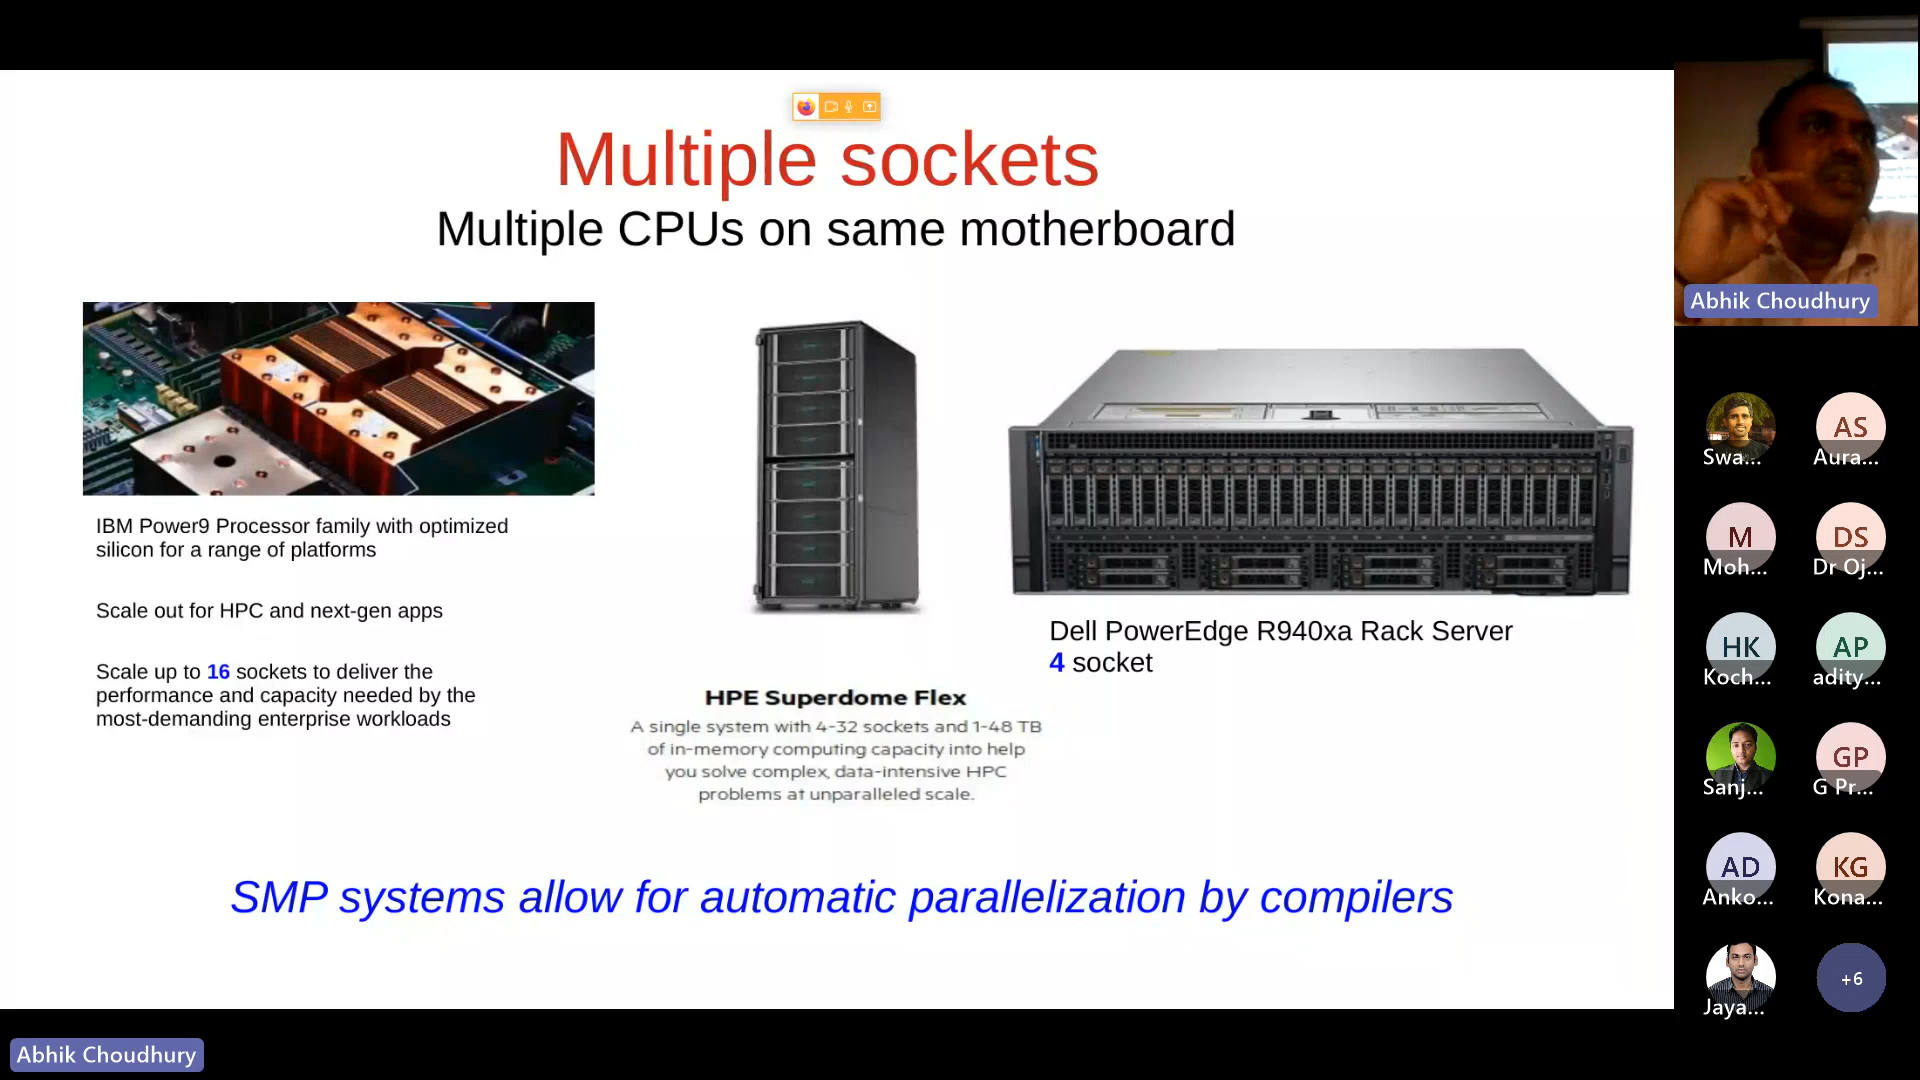 Multiple sockets
Multiple CPUs on same motherboard
IBM Power9 Processor family with optimized
silicon for a range of platforms
Scale out for HPC and next-gen apps
Scale up to 16 sockets to deliver the
performance and capacity needed by the
most-demanding enterprise workloads
HPE Superdome Flex
A single system with 4-32 sockets and 1-48 TB
of in-memory computing capacity into help
you solve complex, data-intensive HPC
problems at unparalleled scale.
Dell PowerEdge R940xa Rack Server
4 socket
SMP systems allow for automatic parallelization by compilers
Abhik Choudhury
Abhik Choudhury
Swa...
AS
Aura...
M
Moh...
DS
Dr Oj...
HK
Koch...
AP
adity...
Sanj...
GP
G Pr...
AD
Anko...
KG
Kona...
Jaya...
+6